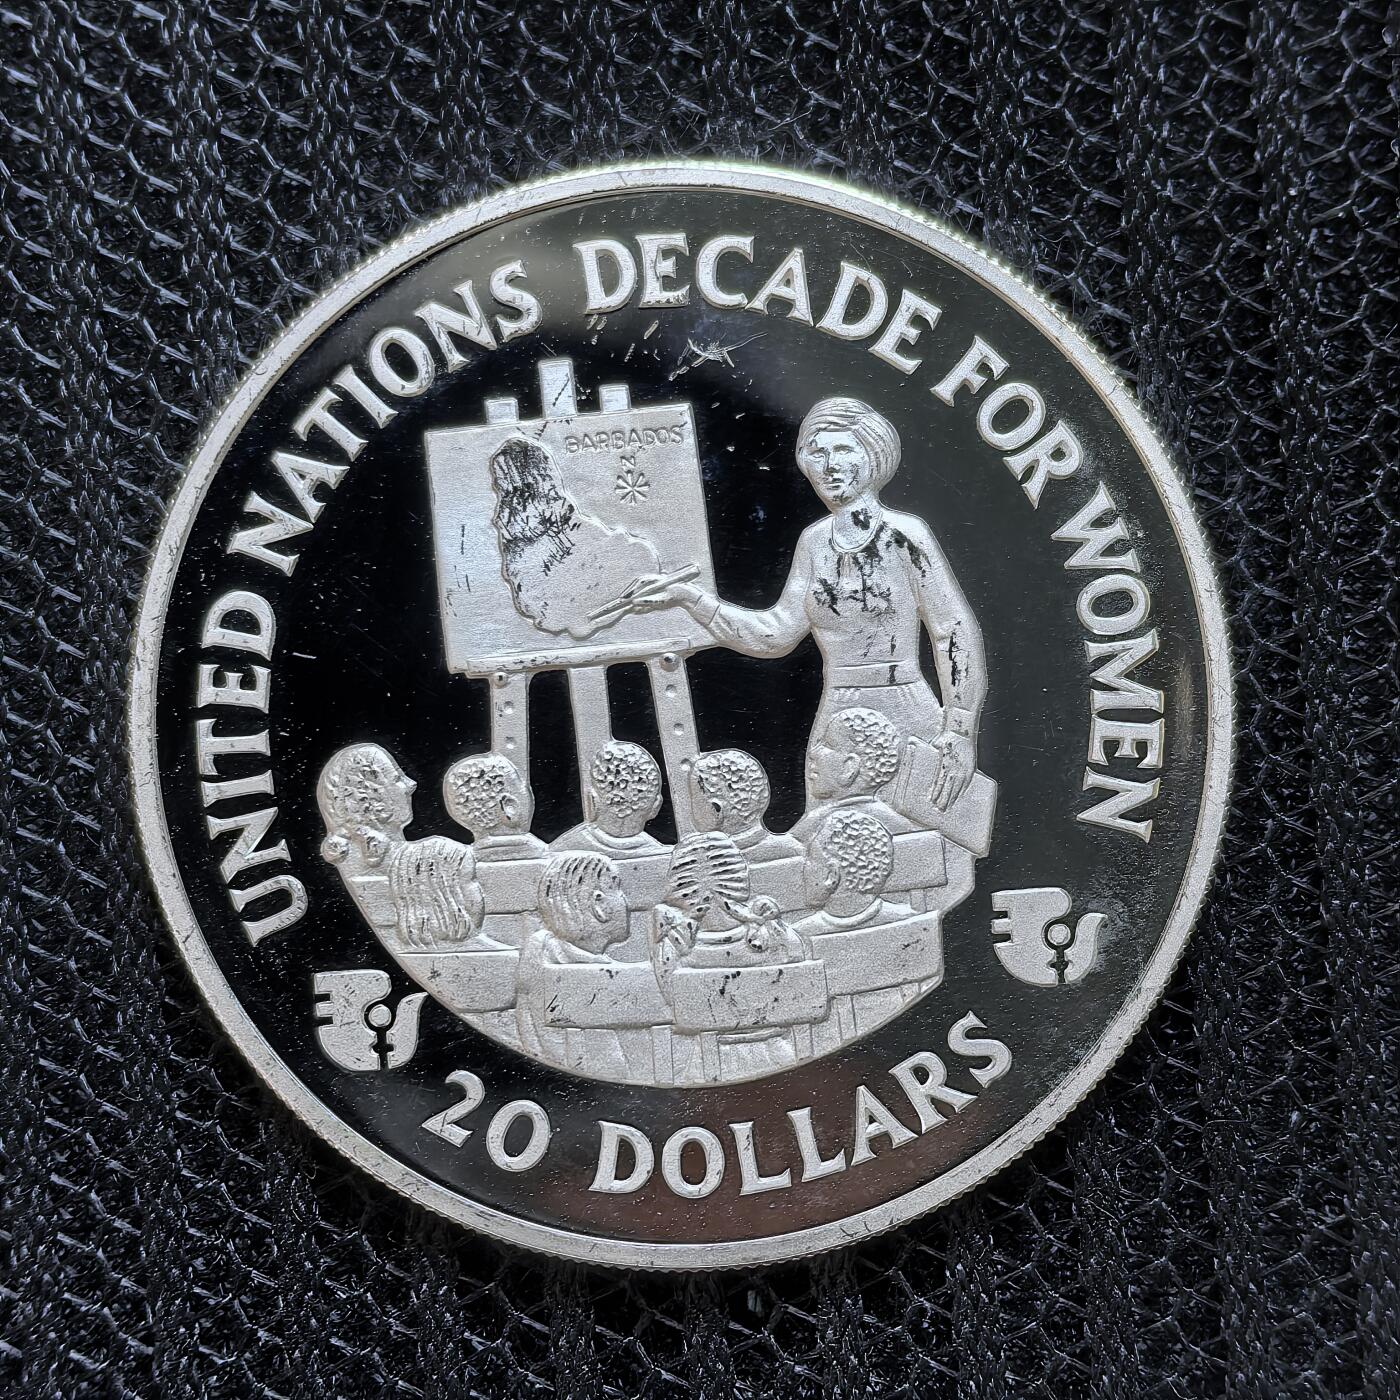 UNITED NATIONS DECADE FOR WOMEN
BARBADOS
N
20 DOLLARS